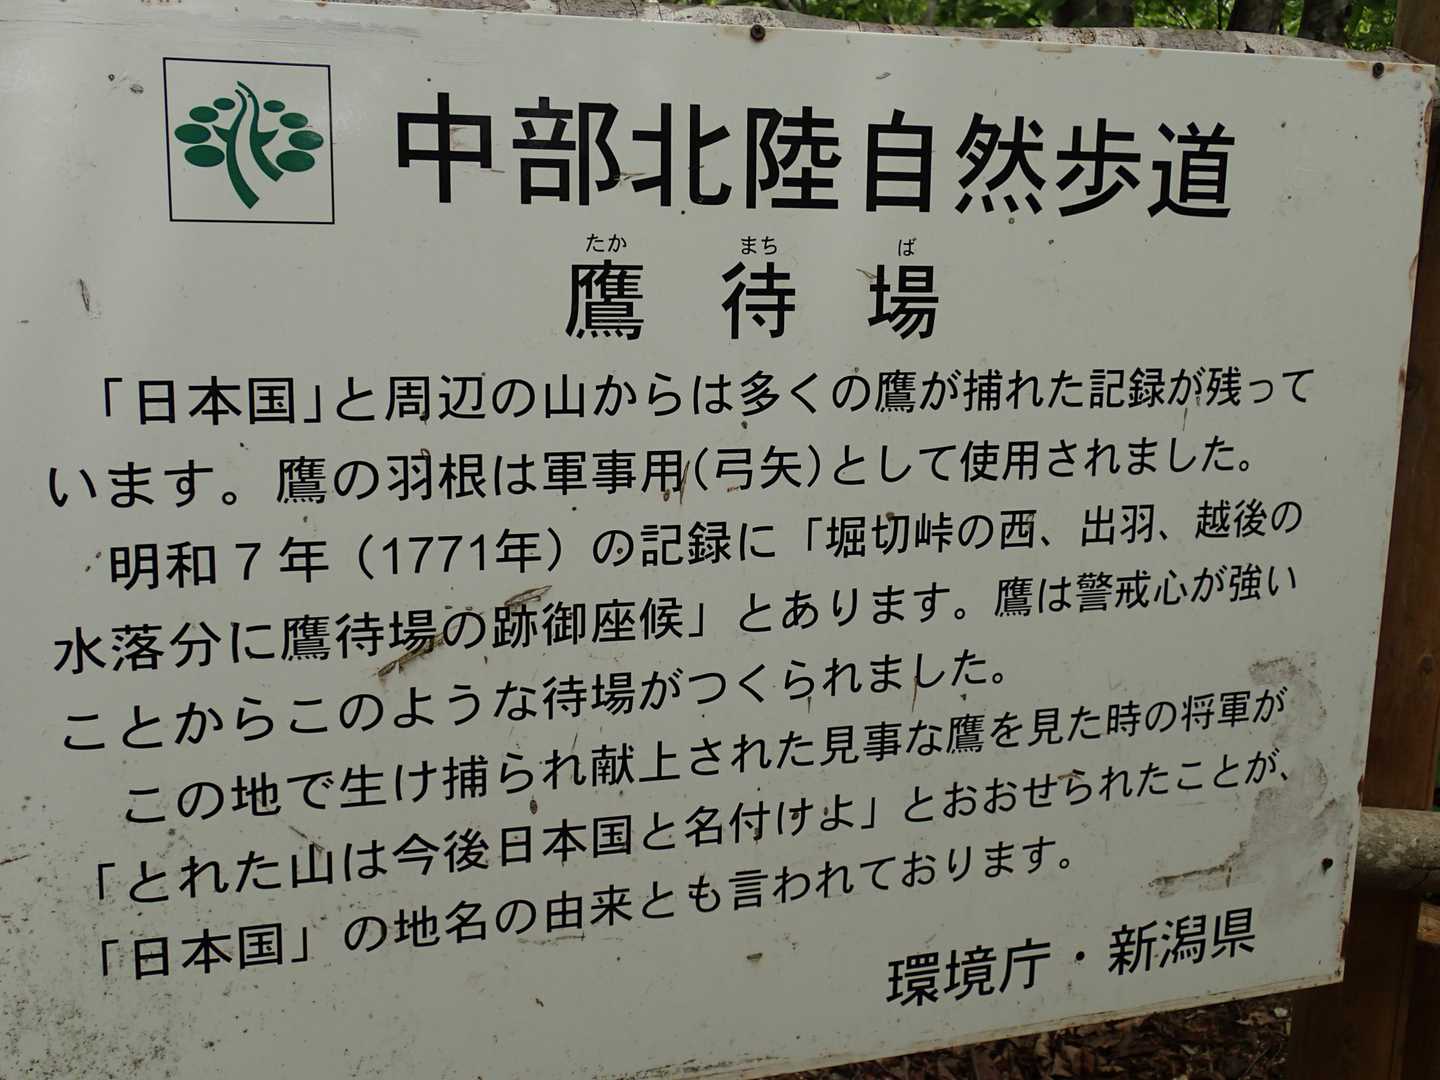 中部北陸自然歩道
たか まち ば
鷹 待 場
「日本国」と周辺の山からは多くの鷹が捕れた記録が残って
います。鷹の羽根は軍事用(弓矢)として使用されました。
明和7年(1771年)の記録に「堀切峠の西、出羽、越後の
水落分に鷹待場の跡御座候」とあります。鷹は警戒心が強い
ことからこのような待場がつくられました。
この地で生け捕られ献上された見事な鷹を見た時の将軍が
「とれた山は今後日本国と名付けよ」とおおせられたことが、
「日本国」の地名の由来とも言われております。
環境庁・新潟県